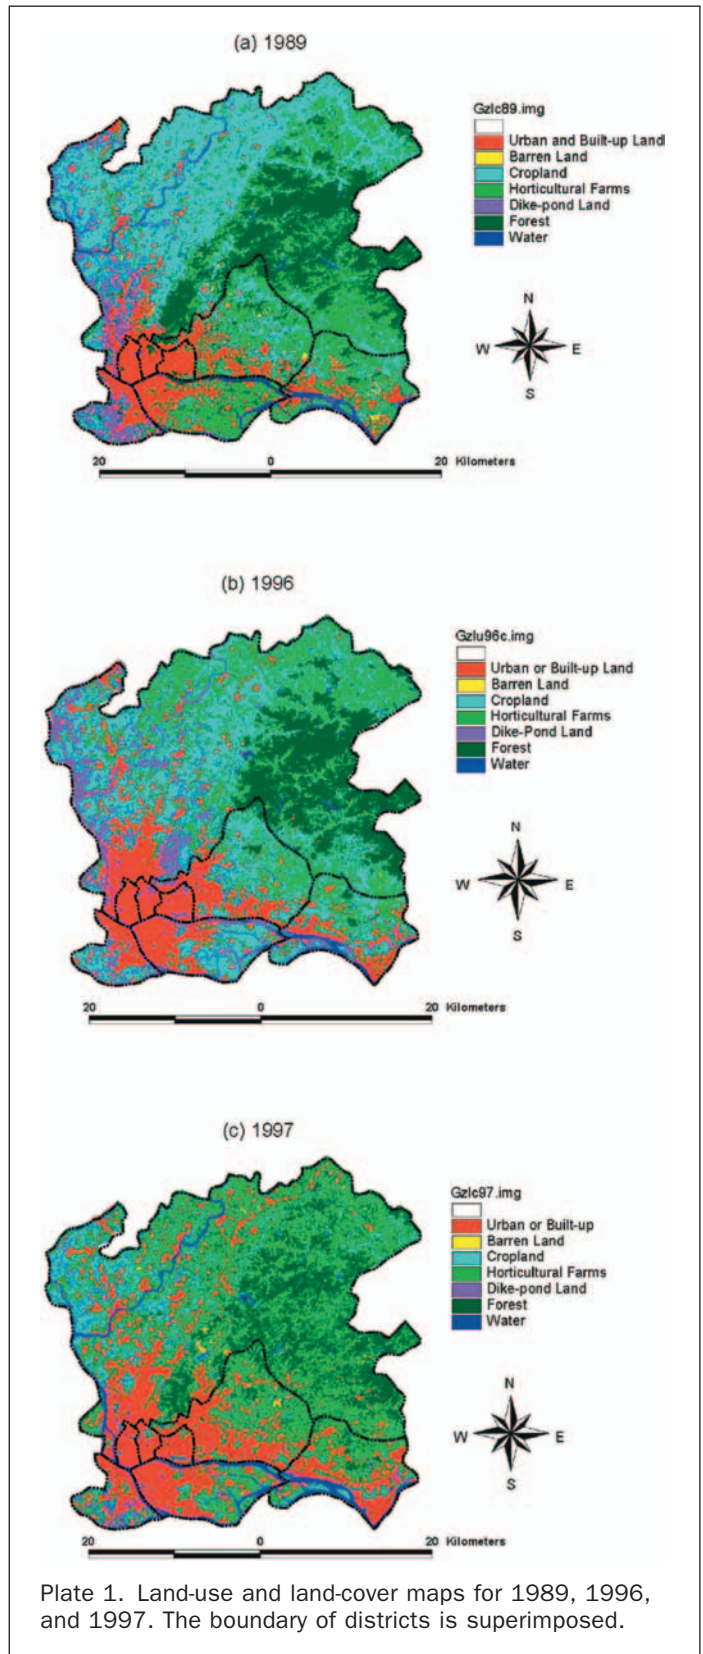 (a) 1989
Gzlc89.img
Urban and Built-up Land
Barren Land
Cropland
Horticultural Farms
Dike-pond Land
Forest
Water
N
W E
S
20 0 20 Kilometers
(b) 1996
Gzlu96c.img
Urban or Built-up Land
Barren Land
Cropland
Horticultural Farms
Dike-Pond Land
Forest
Water
N
W E
S
20 0 20 Kilometers
(c) 1997
Gzlc97.img
Urban or Built-up
Barren Land
Cropland
Horticultural Farms
Dike-pond Land
Forest
Water
N
W E
S
20 0 20 Kilometers
Plate 1. Land-use and land-cover maps for 1989, 1996,
and 1997. The boundary of districts is superimposed.